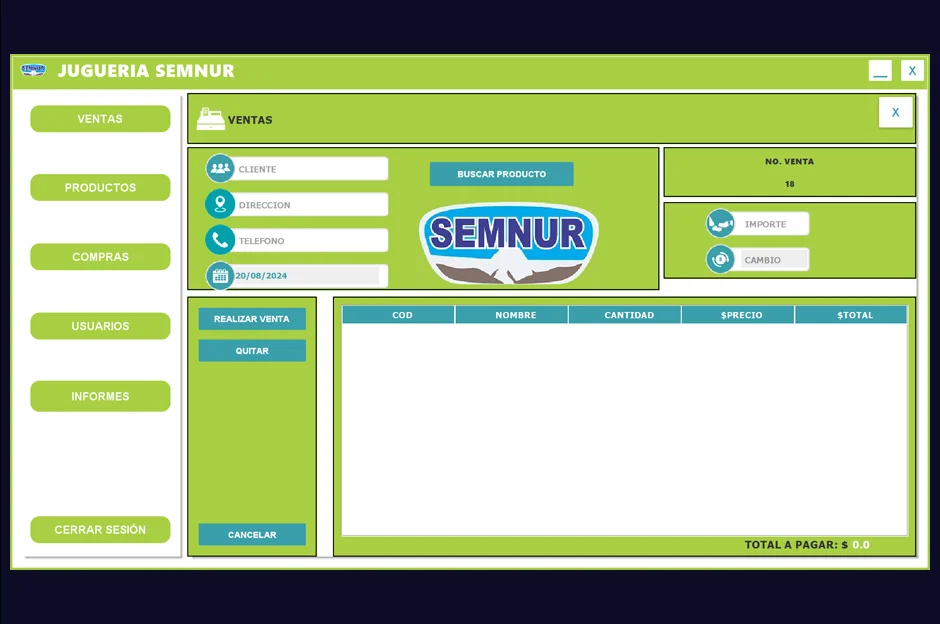 SEMNUR JUGUERIA SEMNUR
__ X
VENTAS
PRODUCTOS
COMPRAS
USUARIOS
INFORMES
CERRAR SESIÓN
VENTAS
X
CLIENTE
DIRECCION
TELEFONO
20/08/2024
BUSCAR PRODUCTO
SEMNUR
NO. VENTA
18
IMPORTE
CAMBIO
REALIZAR VENTA
QUITAR
CANCELAR
COD NOMBRE CANTIDAD $PRECIO $TOTAL
TOTAL A PAGAR: $ 0.0